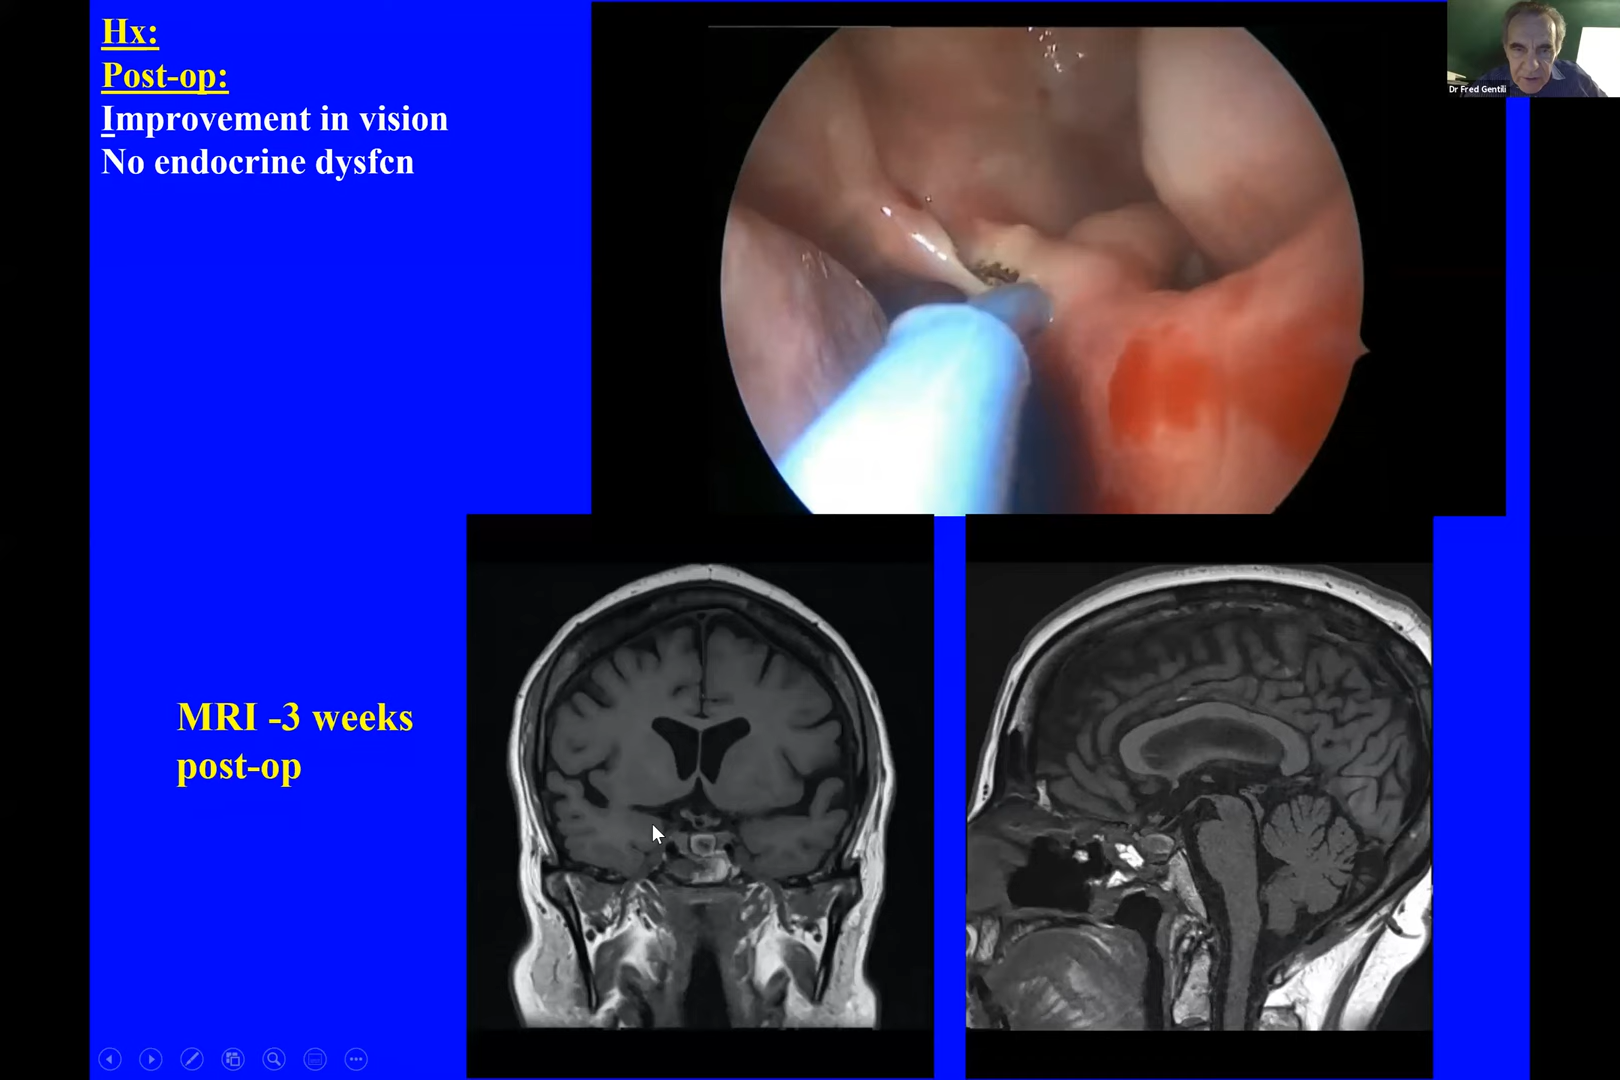 Hx:
Post-op:
Improvement in vision
No endocrine dysfcn
Dr Fred Gentili
MRI -3 weeks
post-op